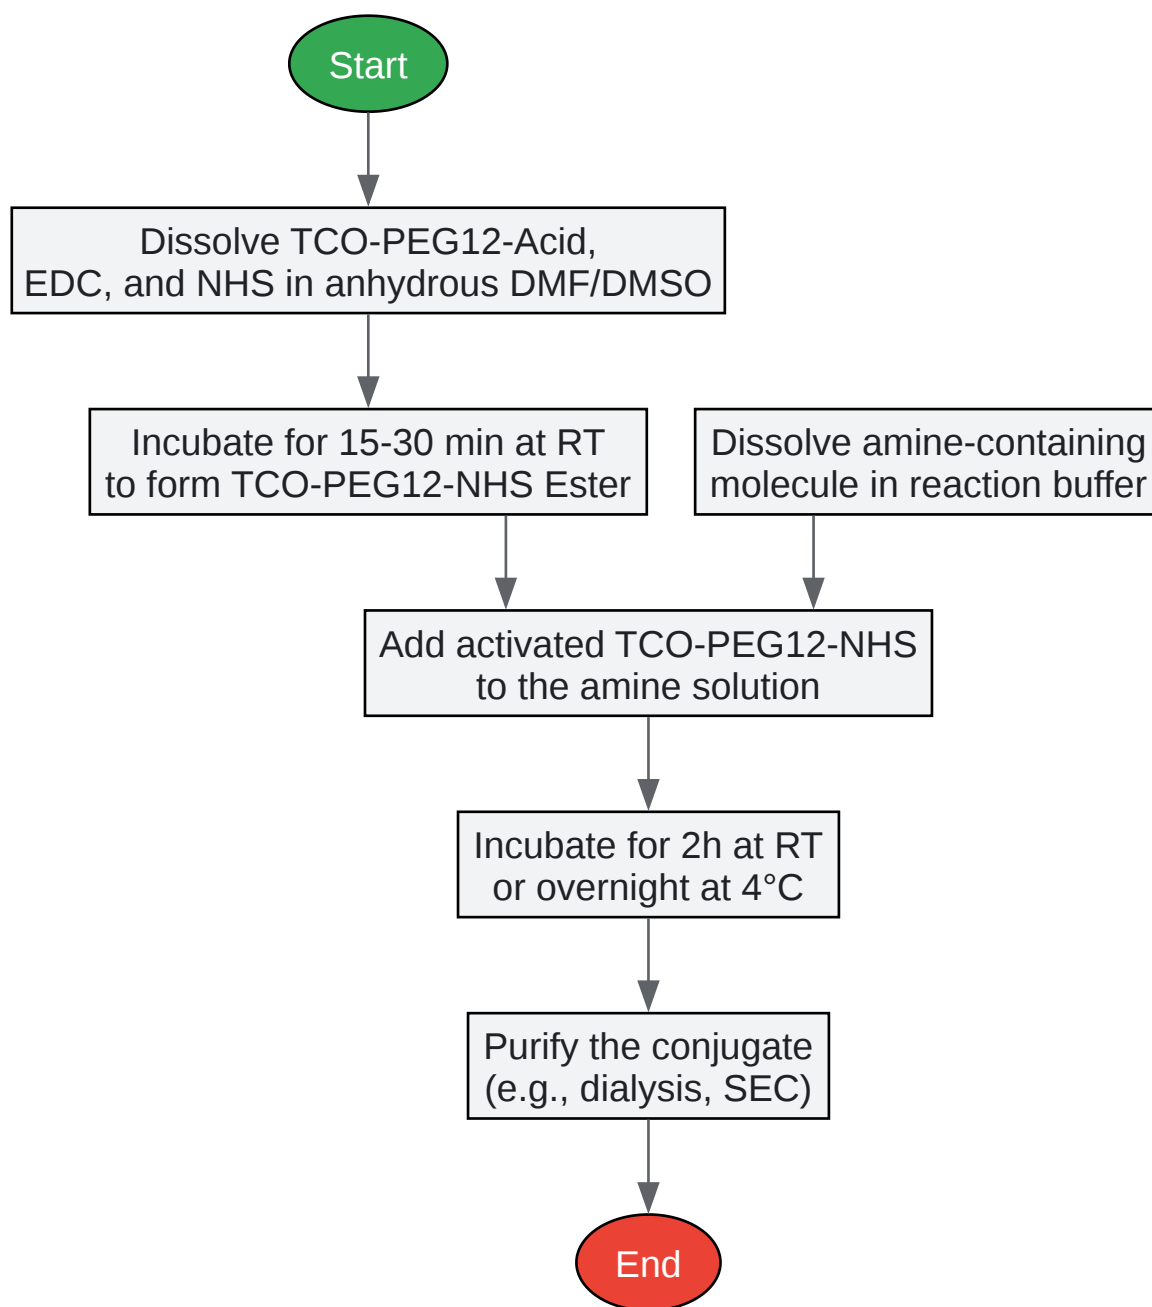 Start
Dissolve TCO-PEG12-Acid,
EDC, and NHS in anhydrous DMF/DMSO
Incubate for 15-30 min at RT
to form TCO-PEG12-NHS Ester
Dissolve amine-containing
molecule in reaction buffer
Add activated TCO-PEG12-NHS
to the amine solution
Incubate for 2h at RT
or overnight at 4°C
Purify the conjugate
(e.g., dialysis, SEC)
End